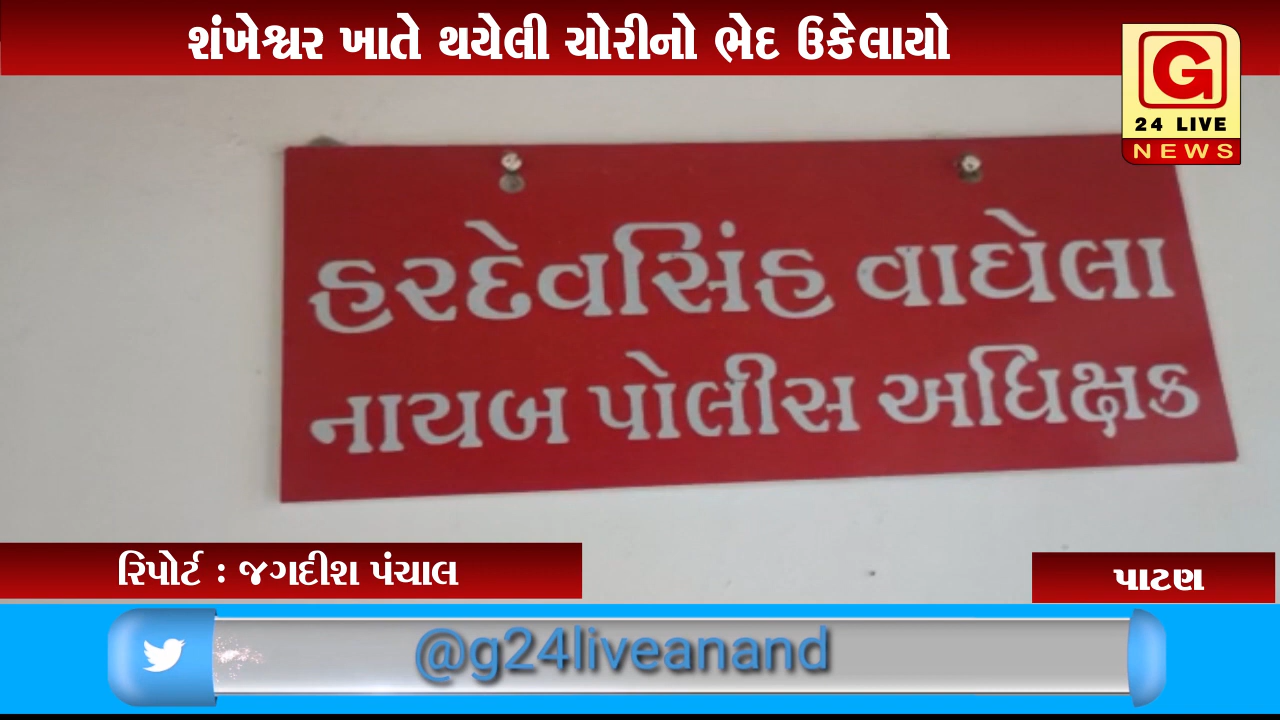 શંખેશ્વર ખાતે થયેલી ચોરીનો ભેદ ઉકેલાયો
G
24 LIVE
NEWS
હરદેવસિંહ વાઘેલા
નાયબ પોલીસ અધિક્ષક
રિપોર્ટ : જગદીશ પંચાલ
પાટણ
@g24liveanand